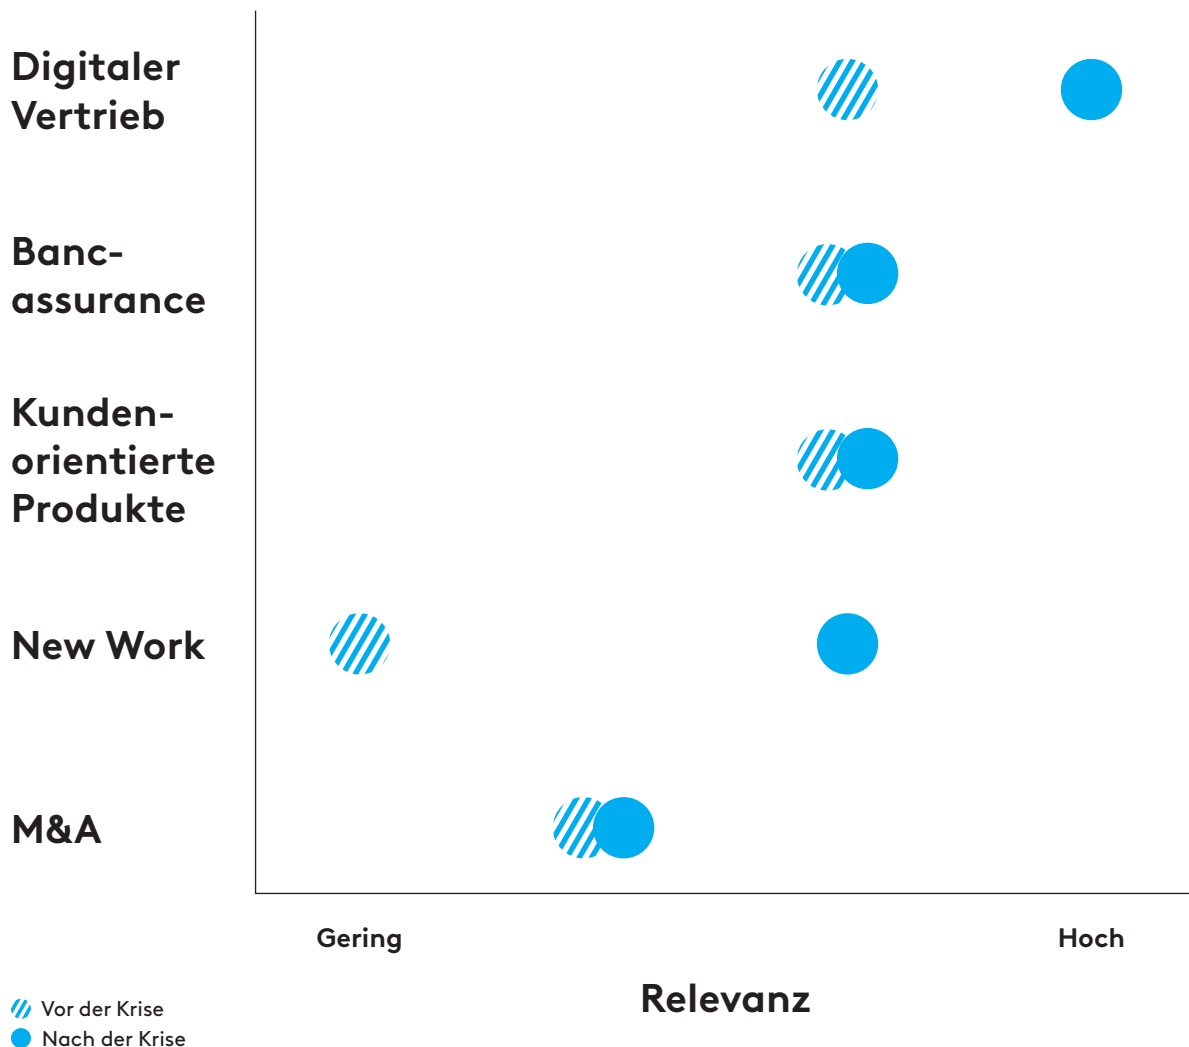 Digitaler
Vertrieb
Banc-
assurance
Kunden-
orientierte
Produkte
New Work
M&A
Gering
Hoch
Relevanz
Vor der Krise
Nach der Krise